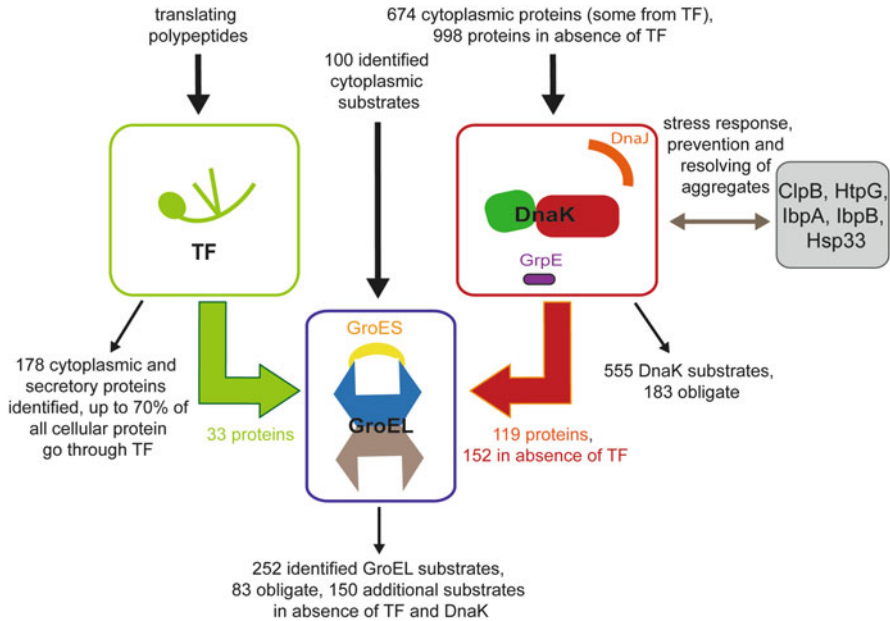 translating
polypeptides
674 cytoplasmic proteins (some from TF),
998 proteins in absence of TF
100 identified
cytoplasmic
substrates
stress response,
prevention and
resolving of
aggregates
ClpB, HtpG,
IbpA, IbpB,
Hsp33
TF
DnaJ
DnaK
GrpE
178 cytoplasmic and
secretory proteins
identified, up to 70% of
all cellular protein
go through TF
33 proteins
GroES
GroEL
119 proteins,
152 in absence of TF
555 DnaK substrates,
183 obligate
252 identified GroEL substrates,
83 obligate, 150 additional substrates
in absence of TF and DnaK